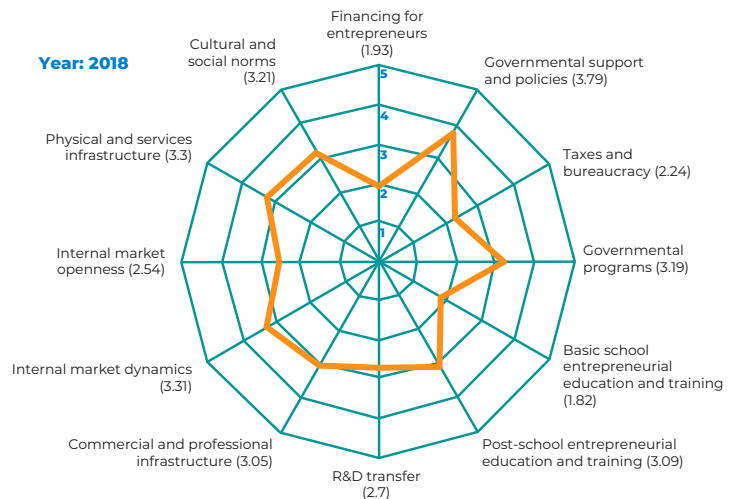 Year: 2018
Financing for
entrepreneurs
(1.93)
Governmental support
and policies (3.79)
Taxes and
bureaucracy (2.24)
Governmental
programs (3.19)
Basic school
entrepreneurial
education and training
(1.82)
Post-school entrepreneurial
education and training (3.09)
R&D transfer
(2.7)
Commercial and professional
infrastructure (3.05)
Internal market dynamics
(3.31)
Internal market
openness (2.54)
Physical and services
infrastructure (3.3)
Cultural and
social norms
(3.21)
5
4
3
2
1